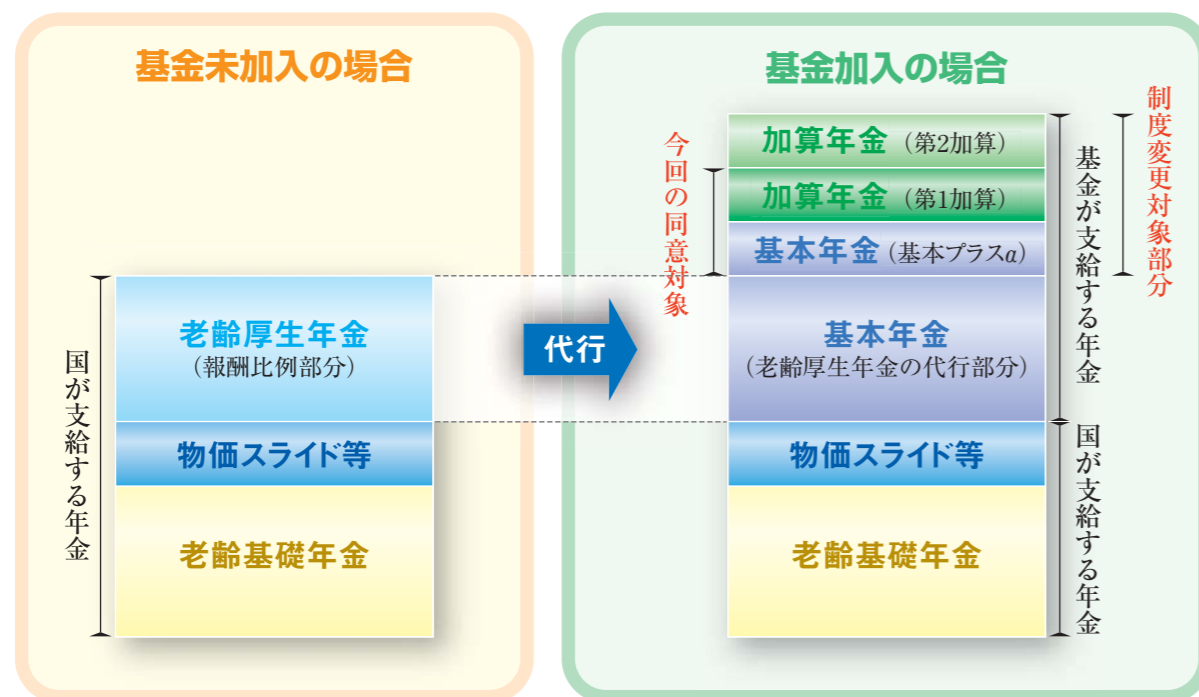 基金未加入の場合
国が支給する年金
老齢厚生年金
(報酬比例部分)
物価スライド等
老齢基礎年金
代行
基金加入の場合
今回の同意対象
加算年金(第2加算)
加算年金(第1加算)
基本年金(基本プラスα)
基本年金
(老齢厚生年金の代行部分)
物価スライド等
老齢基礎年金
基金が支給する年金
国が支給する年金
制度変更対象部分